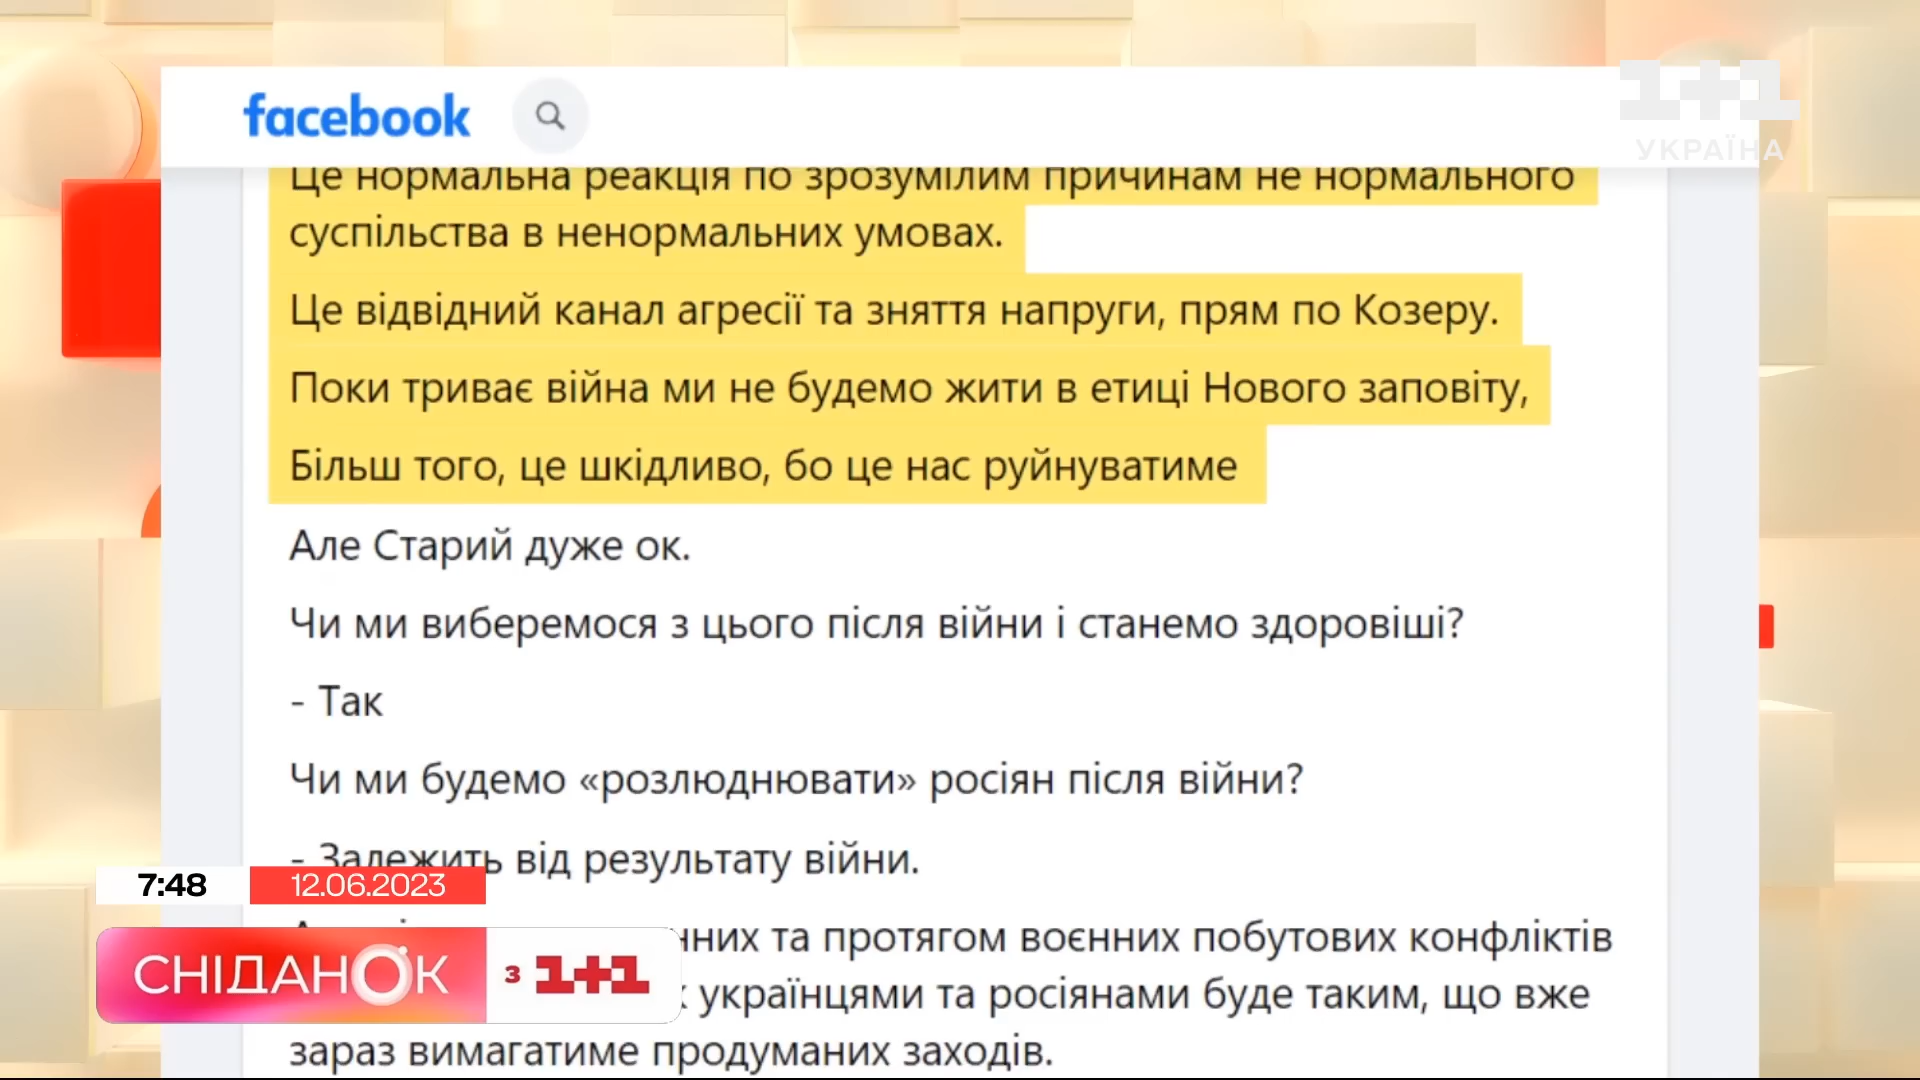 facebook
1+1
УКРАЇНА
Це нормальна реакція по зрозумілим причинам не нормального
суспільства в ненормальних умовах.
Це відвідний канал агресії та зняття напруги, прям по Козеру.
Поки триває війна ми не будемо жити в етиці Нового заповіту,
Більш того, це шкідливо, бо це нас руйнуватиме
Але Старий дуже ок.
Чи ми виберемося з цього після війни і станемо здоровіші?
- Так
Чи ми будемо «розлюднювати» росіян після війни?
- Залежить від результату війни.
та протягом воєнних побутових конфліктів
українцями та росіянами буде таким, що вже
зараз вимагатиме продуманих заходів.
7:48 12.06.2023
СНІДАНОК З 1+1